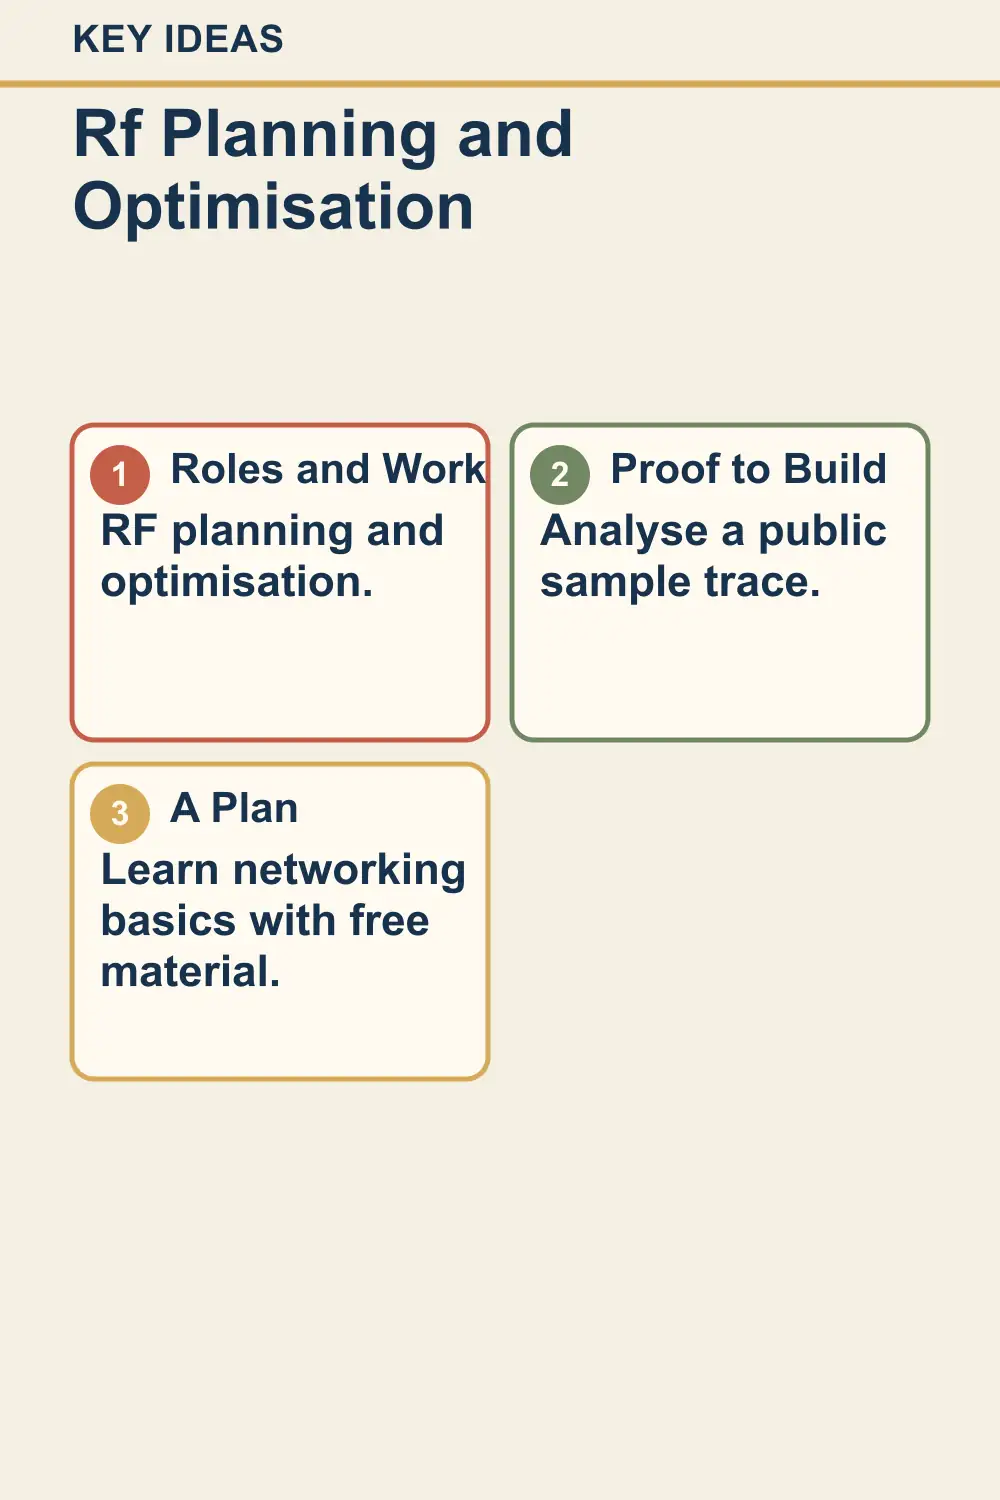 KEY IDEAS
Rf Planning and
Optimisation
1
Roles and Work
RF planning and
optimisation.
2
Proof to Build
Analyse a public
sample trace.
3
A Plan
Learn networking
basics with free
material.